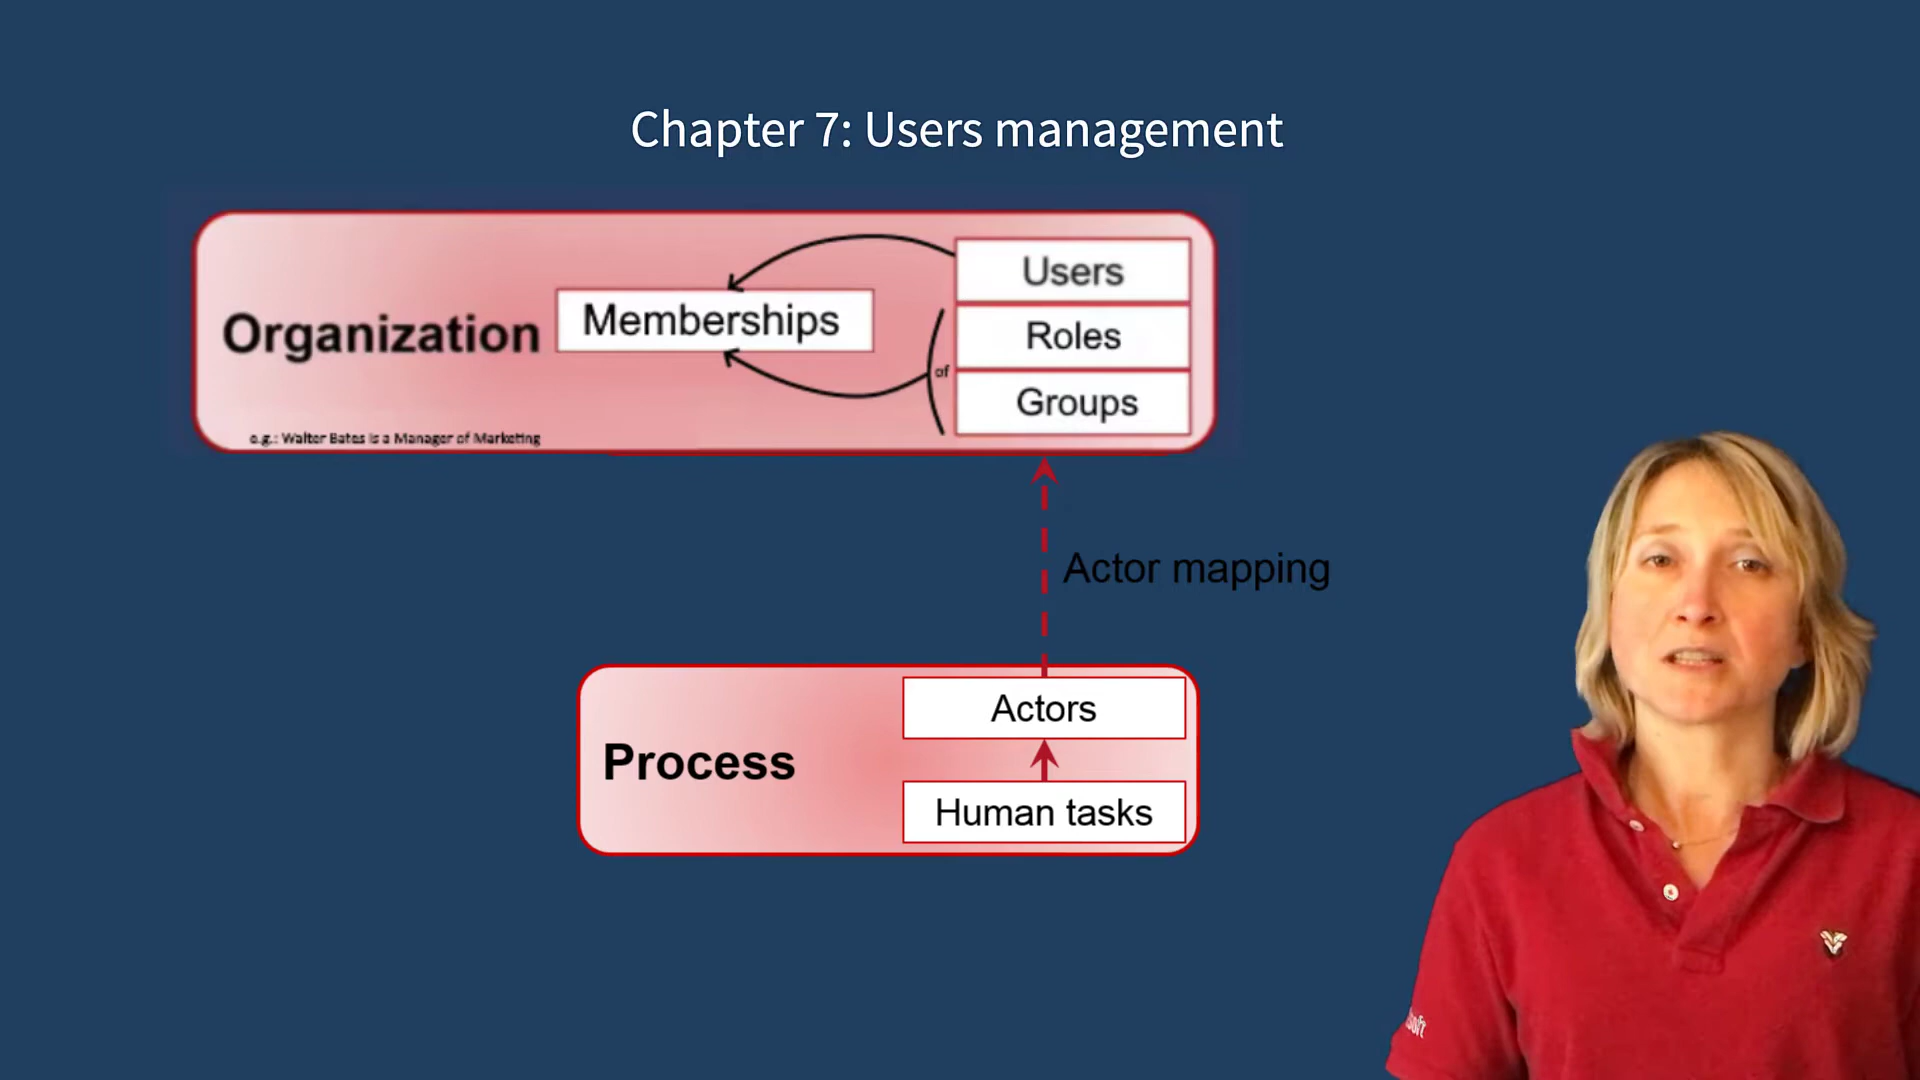 Chapter 7: Users management
Users
Memberships
Organization
Roles
of
Groups
e.g.: Walter Bates is a Manager of Marketing
Actor mapping
Actors
Process
Human tasks